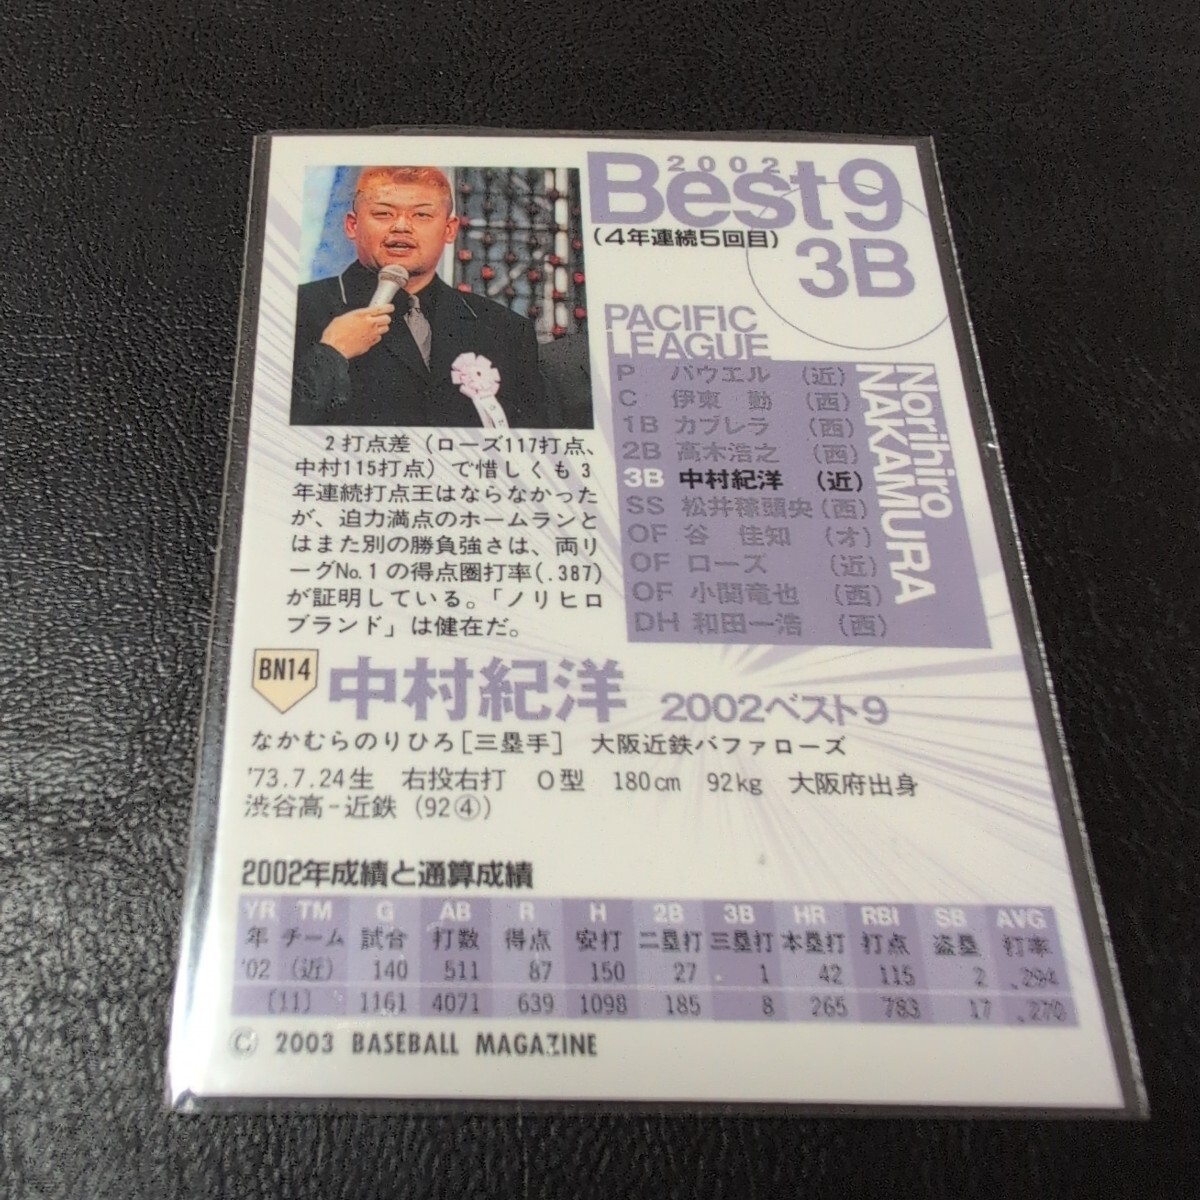 2002
Best9
(4年連続5回目)
3B
PACIFIC
LEAGUE
P パウエル (近)
C 伊東 勤 (西)
1B カブレラ (西)
2B 高木浩之 (西)
3B 中村紀洋 (近)
SS 松井稼頭央(西)
OF 谷 佳知 (オ)
OF ローズ (近)
OF 小関竜也 (西)
DH 和田一浩 (西)
Norihiro
NAKAMURA
2打点差(ローズ117打点、
中村115打点)で惜しくも3
年連続打点王はならなかった
が、迫力満点のホームランと
はまた別の勝負強さは、両リ
ーグNo.1の得点圏打率(.387)
が証明している。「ノリヒロ
ブランド」は健在だ。
BN14
中村紀洋 2002ベスト9
なかむらのりひろ[三塁手] 大阪近鉄バファローズ
'73.7.24生 右投右打 O型 180cm 92kg 大阪府出身
渋谷高-近鉄(92④)
2002年成績と通算成績
YR TM G AB R H 2B 3B HR RBI SB AVG
年 チーム 試合 打数 得点 安打 二塁打 三塁打 本塁打 打点 盗塁 打率
'02 (近) 140 511 87 150 27 1 42 115 2 .294
(11) 1161 4071 639 1098 185 8 265 783 17 .270
© 2003 BASEBALL MAGAZINE